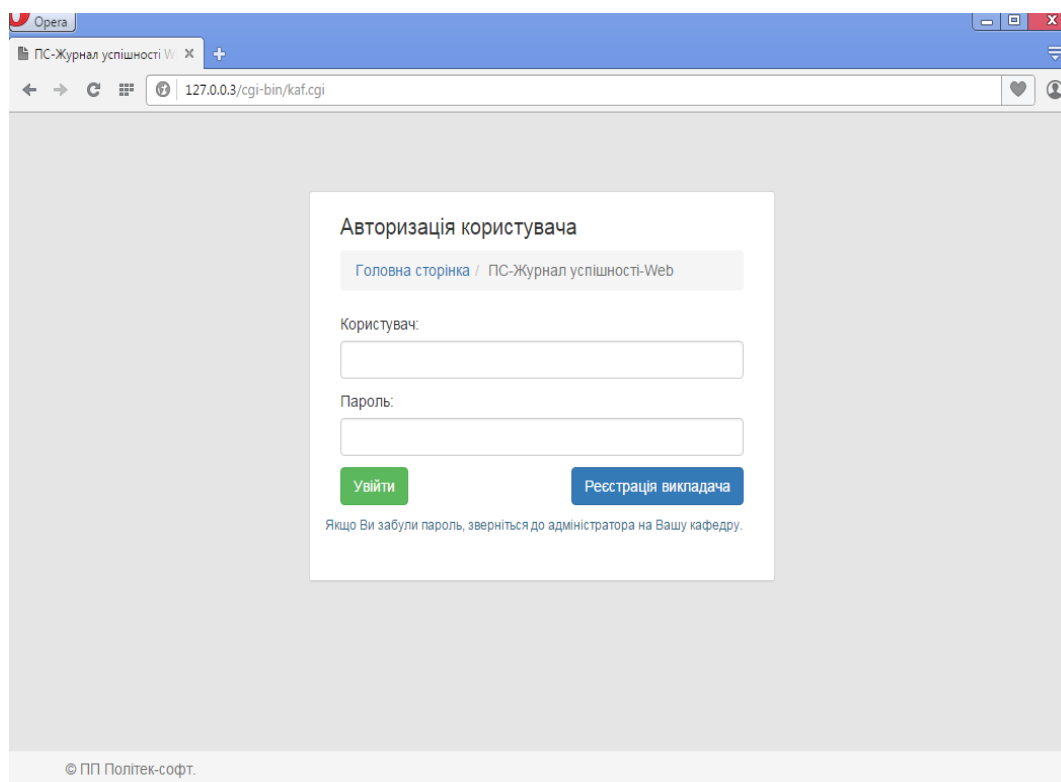 Opera
ПС-Журнал успішності W
127.0.0.3/cgi-bin/kaf.cgi
Авторизація користувача
Головна сторінка / ПС-Журнал успішності-Web
Користувач:
Пароль:
Увійти Реєстрація викладача
Якщо Ви забули пароль, зверніться до адміністратора на Вашу кафедру.
© ПП Політек-софт.